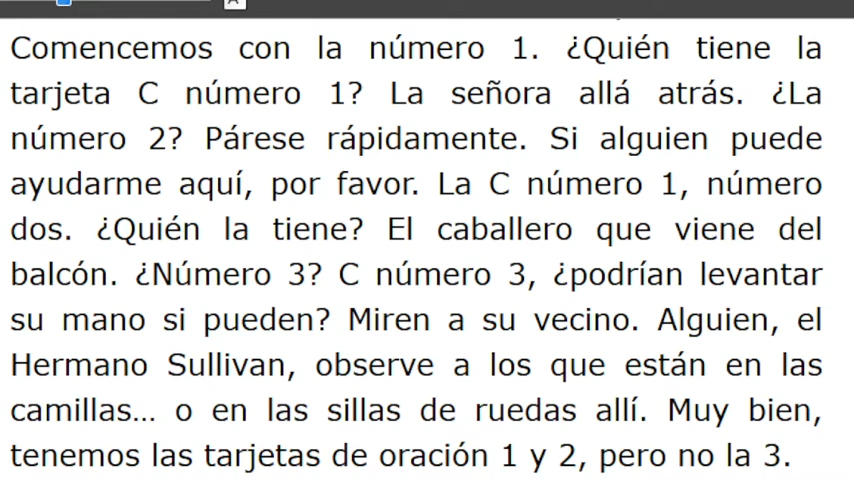 Comencemos con la número 1. ¿Quién tiene la
tarjeta C número 1? La señora allá atrás. ¿La
número 2? Párese rápidamente. Si alguien puede
ayudarme aquí, por favor. La C número 1, número
dos. ¿Quién la tiene? El caballero que viene del
balcón. ¿Número 3? C número 3, ¿podrían levantar
su mano si pueden? Miren a su vecino. Alguien, el
Hermano Sullivan, observe a los que están en las
camillas... o en las sillas de ruedas allí. Muy bien,
tenemos las tarjetas de oración 1 y 2, pero no la 3.